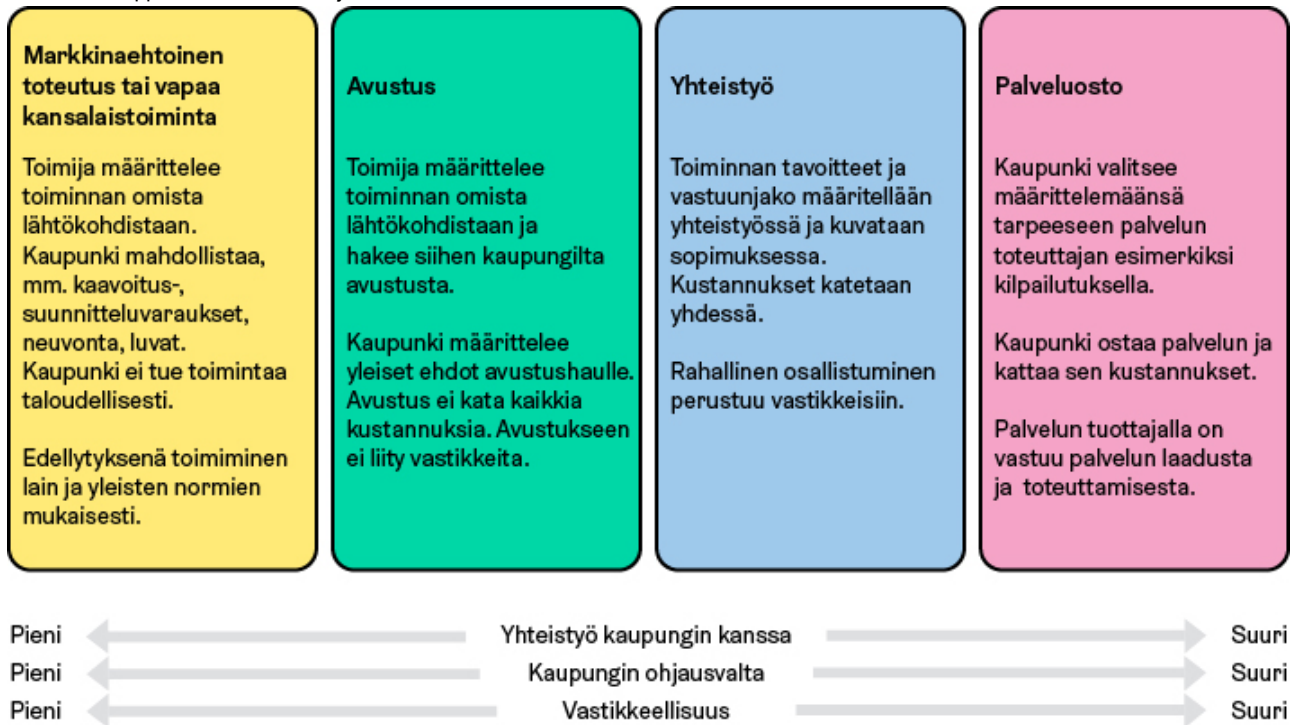 Markkinaehtoinen
toteutus tai vapaa
kansalaistoiminta
Toimija määrittelee
toiminnan omista
lähtökohdistaan.
Kaupunki mahdollistaa,
mm. kaavoitus-,
suunnitteluvaraukset,
neuvonta, luvat.
Kaupunki ei tue toimintaa
taloudellisesti.
Edellytyksenä toimiminen
lain ja yleisten normien
mukaisesti.
Avustus
Toimija määrittelee
toiminnan omista
lähtökohdistaan ja
hakee siihen kaupungilta
avustusta.
Kaupunki määrittelee
yleiset ehdot avustushaulle.
Avustus ei kata kaikkia
kustannuksia. Avustukseen
ei liity vastikkeita.
Yhteistyö
Toiminnan tavoitteet ja
vastuunjako määritellään
yhteistyössä ja kuvataan
sopimuksessa.
Kustannukset katetaan
yhdessä.
Rahallinen osallistuminen
perustuu vastikkeisiin.
Palveluosto
Kaupunki valitsee
määrittelemäänsä
tarpeeseen palvelun
toteuttajan esimerkiksi
kilpailutuksella.
Kaupunki ostaa palvelun ja
kattaa sen kustannukset.
Palvelun tuottajalla on
vastuu palvelun laadusta
ja toteuttamisesta.
Pieni Yhteistyö kaupungin kanssa Suuri
Pieni Kaupungin ohjausvalta Suuri
Pieni Vastikkeellisuus Suuri